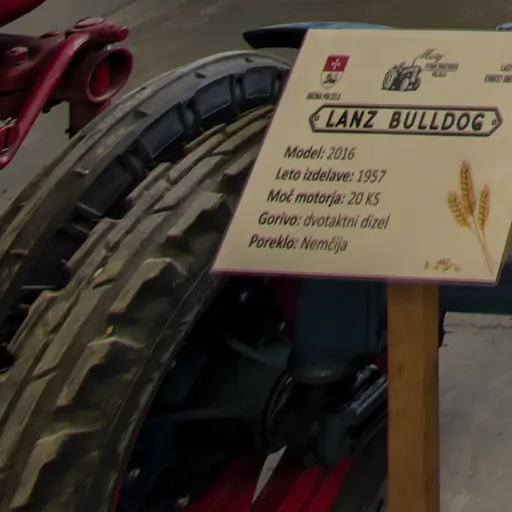 LANZ BULLDOG
Model: 2016
Leto izdelave: 1957
Moč motorja: 20 KS
Gorivo: dvotaktni dizel
Poreklo: Nemčija